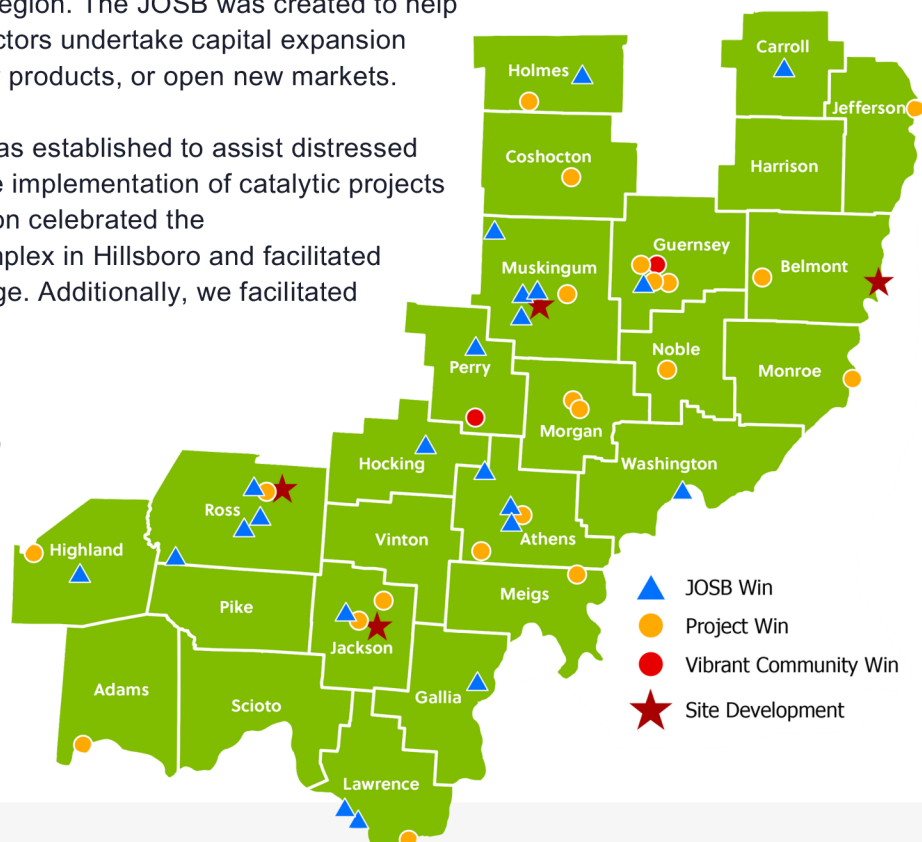 egion. The JOSB was created to help
ctors undertake capital expansion
products, or open new markets.
as established to assist distressed
e implementation of catalytic projects
on celebrated the
nplex in Hillsboro and facilitated
ge. Additionally, we facilitated
Carroll
Holmes
Jefferson
Coshocton
Harrison
Guernsey
Muskingum
Belmont
Noble
Perry
Monroe
Morgan
Hocking
Washington
Ross
Vinton
Athens
Highland
Pike
Meigs
Jackson
Adams
Scioto
Gallia
Lawrence
JOSB Win
Project Win
Vibrant Community Win
Site Development